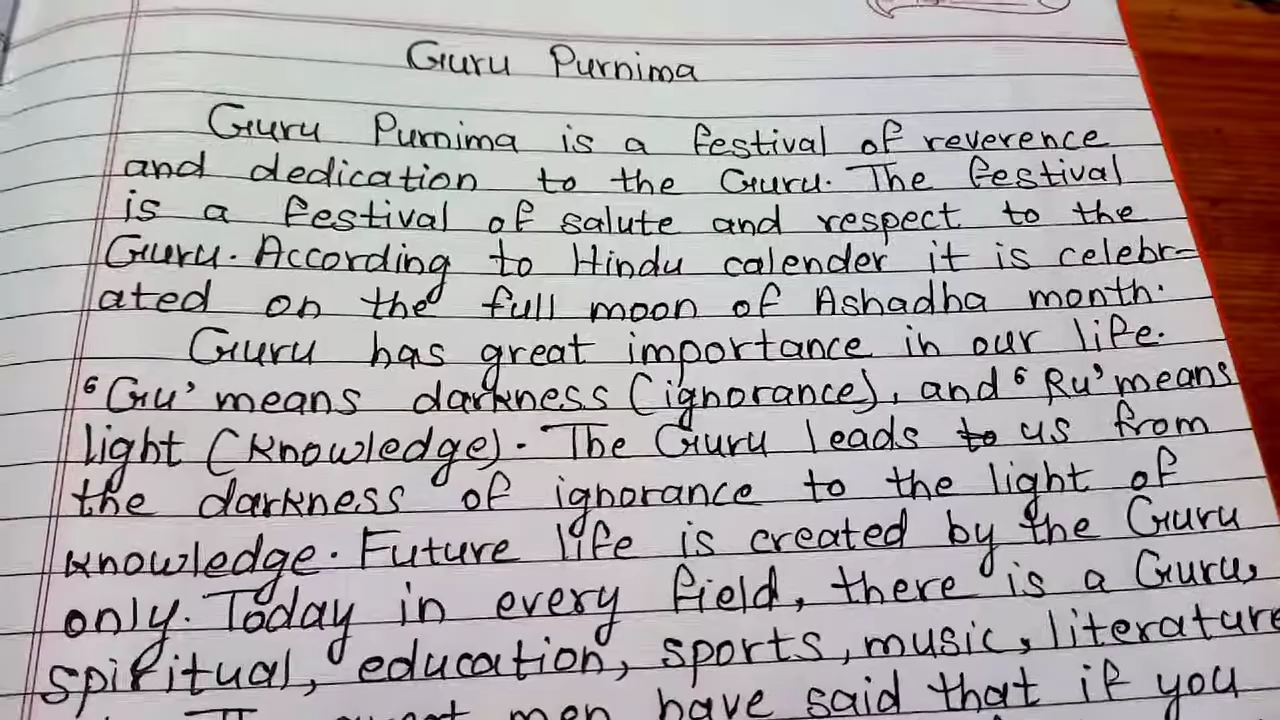 Guru Purnima
Guru Purnima is a festival of reverence
and dedication to the Guru. The festival
is a festival of salute and respect to the
Guru. According to Hindu calender it is celebr-
ated on the full moon of Ashadha month.
Guru has great importance in our life.
'Gu' means darkness (ignorance), and 'Ru' means
light (knowledge). The Guru leads to us from
the darkness of ignorance to the light of
knowledge. Future life is created by the Guru
only. Today in every field, there is a Guru,
spiritual, education, sports, music, literature
men have said that if you